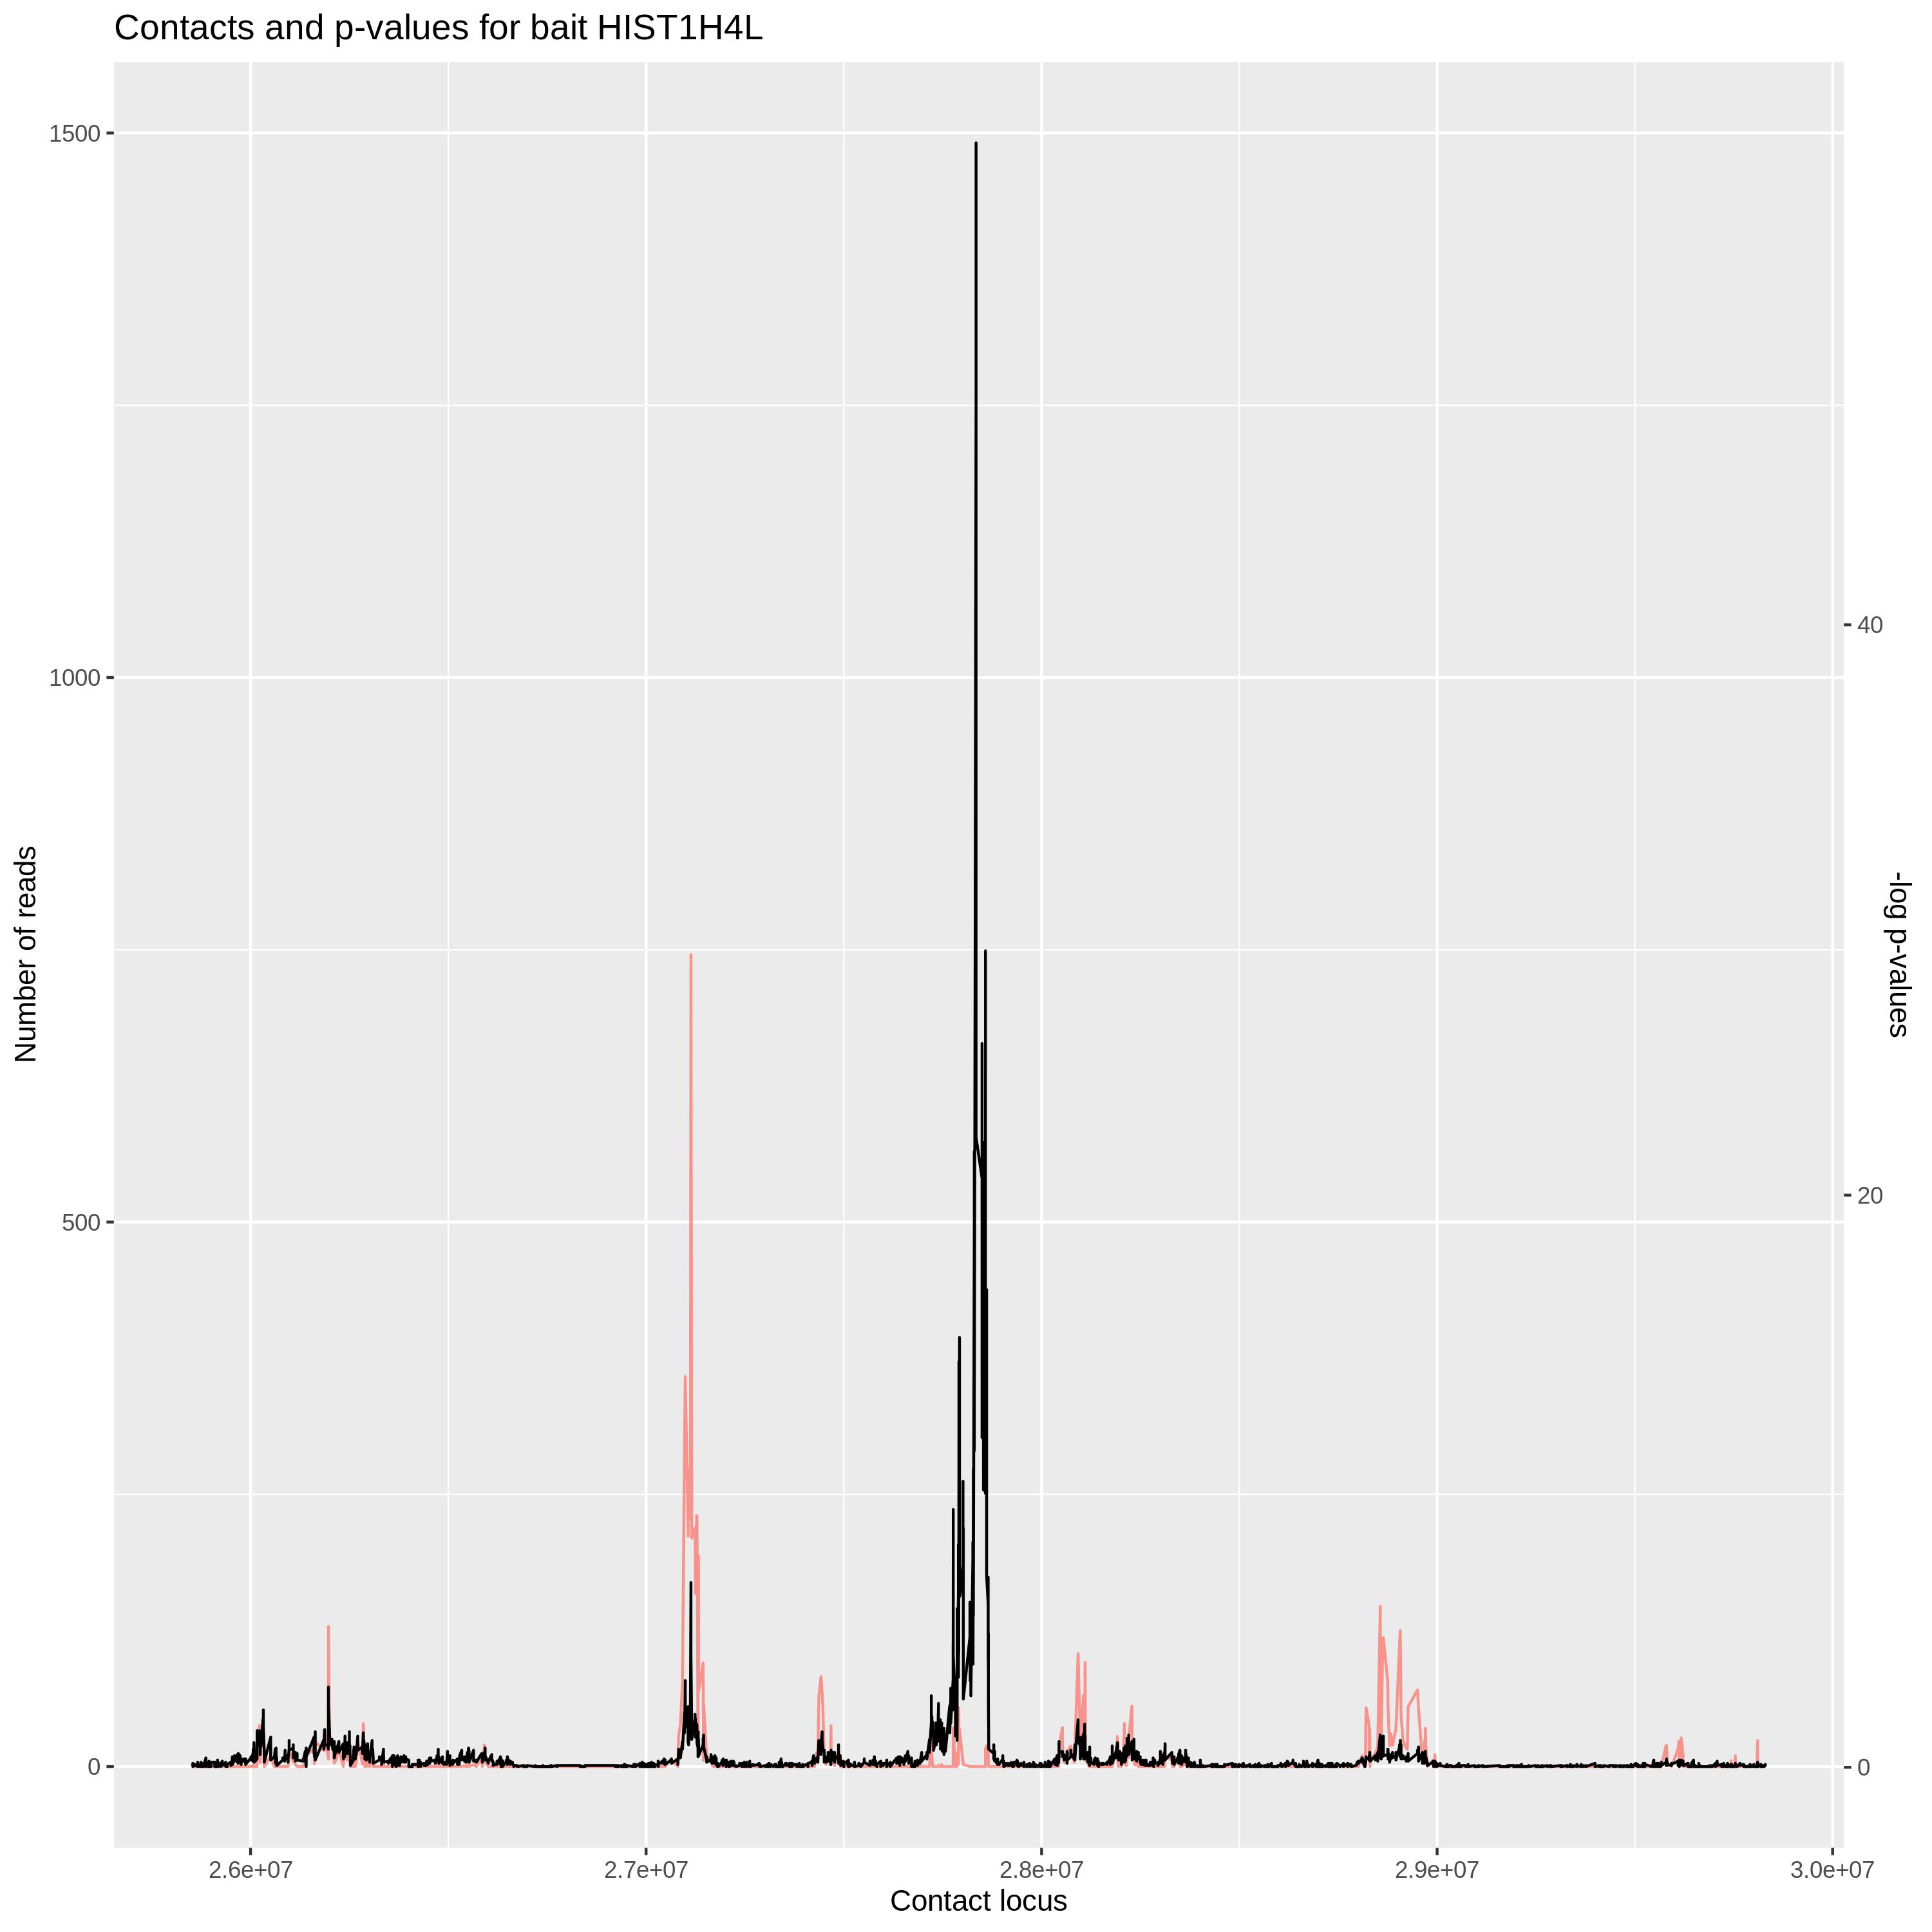 Contacts and p-values for bait HIST1H4L
1500
1000
500
0
Number of reads
40
20
0
-log p-values
2.6e+07 2.7e+07 2.8e+07 2.9e+07 3.0e+07
Contact locus